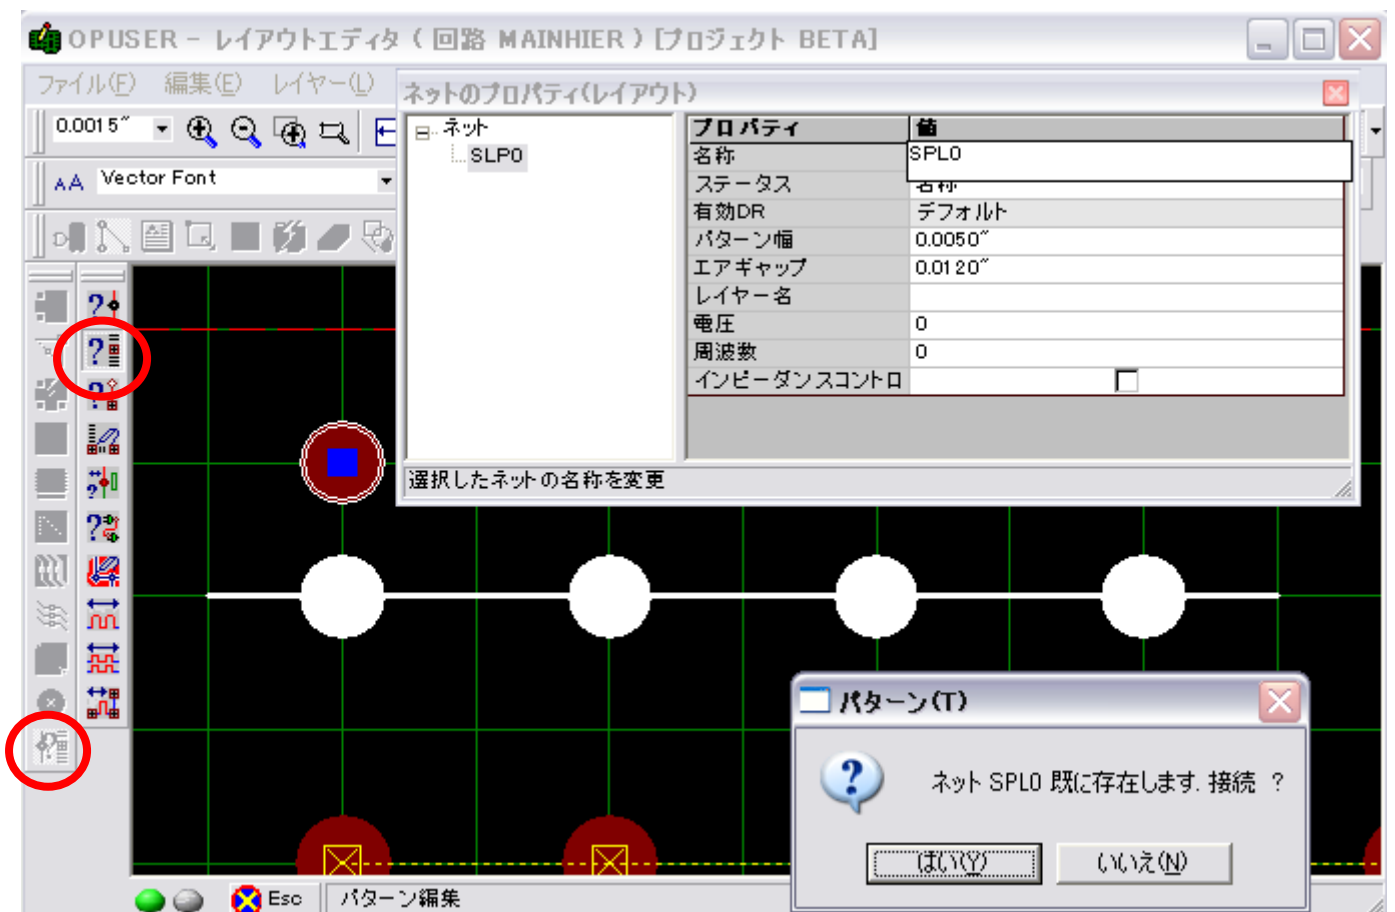 OPUSER - レイアウトエディタ ( 回路 MAINHIER ) [プロジェクト BETA]
ファイル(F) 編集(E) レイヤー(L)
ネットのプロパティ(レイアウト)
0.0015"
Vector Font
ネット
SLP0
プロパティ 値
名称 SPL0
ステータス 名称
有効DR デフォルト
パターン幅 0.0050"
エアギャップ 0.0120"
レイヤー名
電圧 0
周波数 0
インピーダンスコントロ
選択したネットの名称を変更
パターン(T)
ネット SPL0 既に存在します. 接続 ?
はい(Y) いいえ(N)
Esc パターン編集